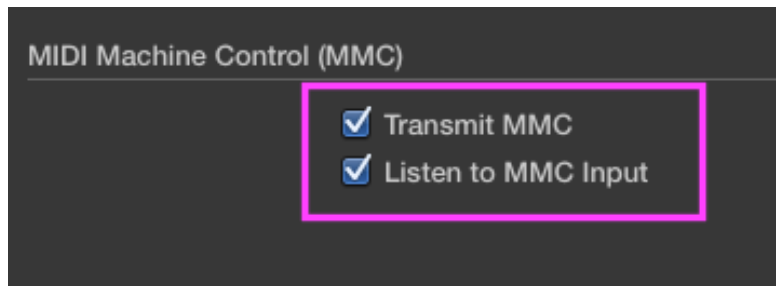 MIDI Machine Control (MMC)
Transmit MMC
Listen to MMC Input